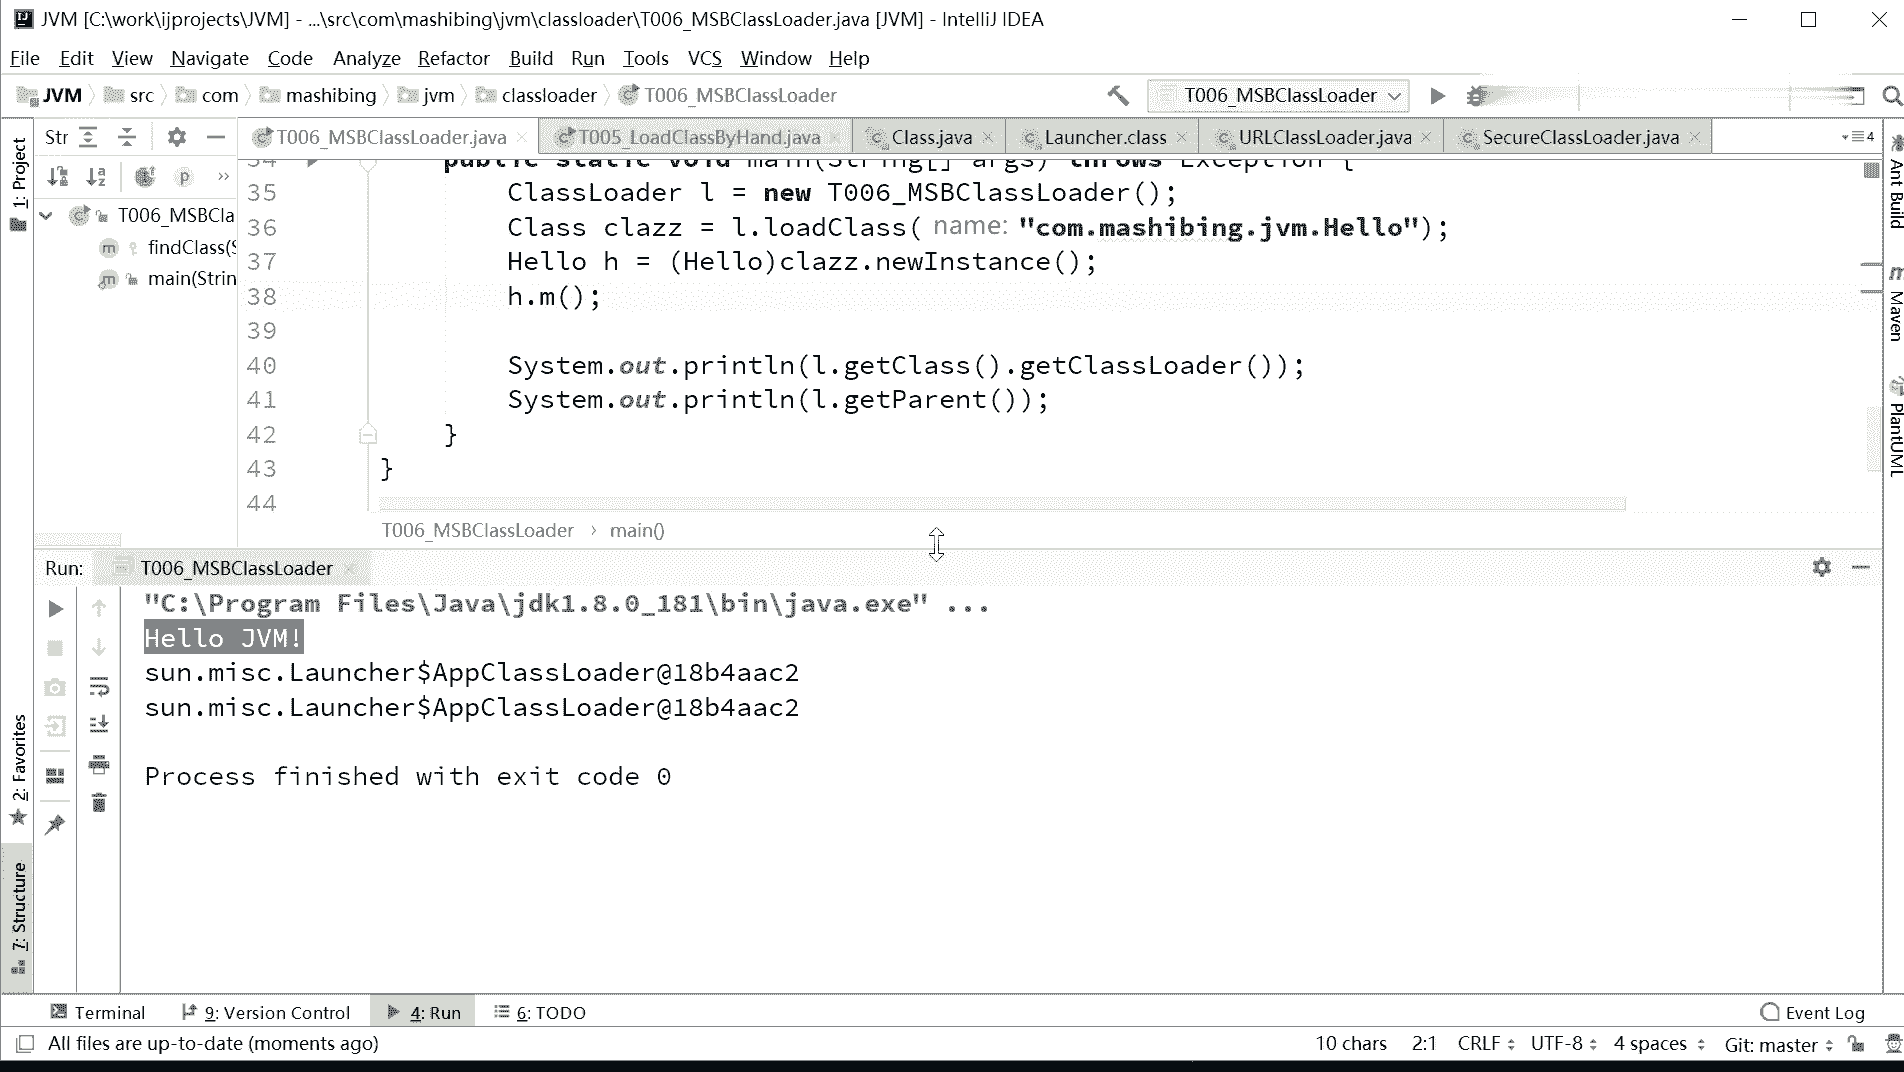 JVM [C:\work\ijprojects\JVM] - ...\src\com\mashibing\jvm\classloader\T006_MSBClassLoader.java [JVM] - IntelliJ IDEA
File Edit View Navigate Code Analyze Refactor Build Run Tools VCS Window Help
JVM src com mashibing jvm classloader T006_MSBClassLoader T006_MSBClassLoader
Str T006_MSBClassLoader.java T005_LoadClassByHand.java Class.java Launcher.class URLClassLoader.java SecureClassLoader.java 4
1: Project
2: Favorites
7: Structure
T006_MSBCla
findClass(S
main(Strin
34 public static void main(String[] args) throws Exception {
35 ClassLoader l = new T006_MSBClassLoader();
36 Class clazz = l.loadClass( name: "com.mashibing.jvm.Hello");
37 Hello h = (Hello)clazz.newInstance();
38 h.m();
39
40 System.out.println(l.getClass().getClassLoader());
41 System.out.println(l.getParent());
42 }
43 }
44
T006_MSBClassLoader › main()
Ant Build
Maven
PlantUML
Run: T006_MSBClassLoader
"C:\Program Files\Java\jdk1.8.0_181\bin\java.exe" ...
Hello JVM!
sun.misc.Launcher$AppClassLoader@18b4aac2
sun.misc.Launcher$AppClassLoader@18b4aac2
Process finished with exit code 0
Terminal 9: Version Control 4: Run 6: TODO Event Log
All files are up-to-date (moments ago) 10 chars 2:1 CRLF UTF-8 4 spaces Git: master